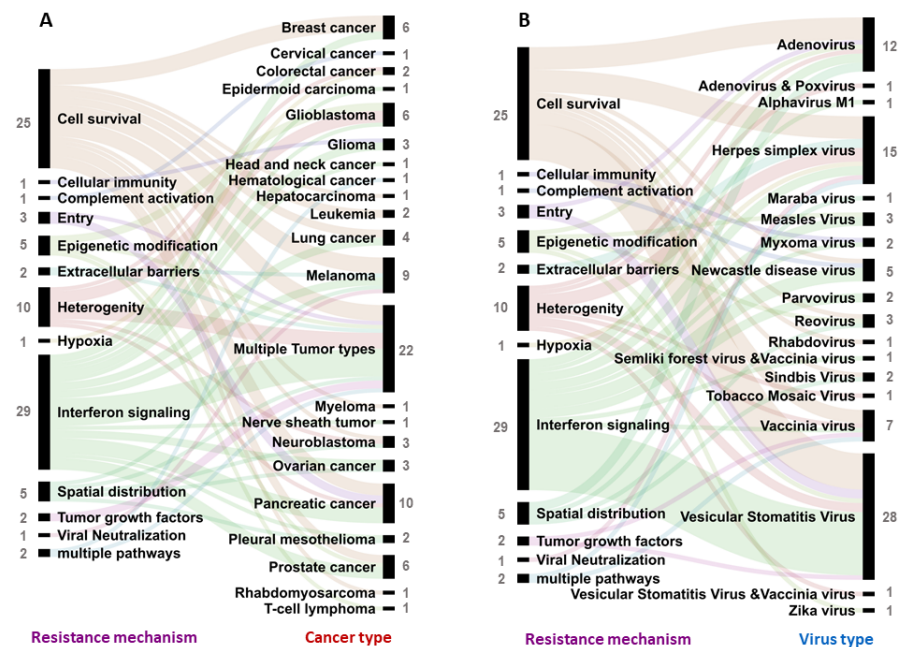 A
25 Cell survival
1 Cellular immunity
1 Complement activation
3 Entry
5 Epigenetic modification
2 Extracellular barriers
10 Heterogenity
1 Hypoxia
29 Interferon signaling
5 Spatial distribution
2 Tumor growth factors
1 Viral Neutralization
2 multiple pathways
Breast cancer 6
Cervical cancer 1
Colorectal cancer 2
Epidermoid carcinoma 1
Glioblastoma 6
Glioma 3
Head and neck cancer 1
Hematological cancer 1
Hepatocarcinoma 1
Leukemia 2
Lung cancer 4
Melanoma 9
Multiple Tumor types 22
Myeloma 1
Nerve sheath tumor 1
Neuroblastoma 3
Ovarian cancer 3
Pancreatic cancer 10
Pleural mesothelioma 2
Prostate cancer 6
Rhabdomyosarcoma 1
T-cell lymphoma 1
Resistance mechanism
Cancer type
B
25 Cell survival
1 Cellular immunity
1 Complement activation
3 Entry
5 Epigenetic modification
2 Extracellular barriers
10 Heterogenity
1 Hypoxia
29 Interferon signaling
5 Spatial distribution
2 Tumor growth factors
1 Viral Neutralization
2 multiple pathways
Adenovirus 12
Adenovirus & Poxvirus 1
Alphavirus M1 1
Herpes simplex virus 15
Maraba virus 1
Measles Virus 3
Myxoma virus 2
Newcastle disease virus 5
Parvovirus 2
Reovirus 3
Rhabdovirus 1
Semliki forest virus &Vaccinia virus 1
Sindbis Virus 2
Tobacco Mosaic Virus 1
Vaccinia virus 7
Vesicular Stomatitis Virus 28
Vesicular Stomatitis Virus &Vaccinia virus 1
Zika virus 1
Resistance mechanism
Virus type